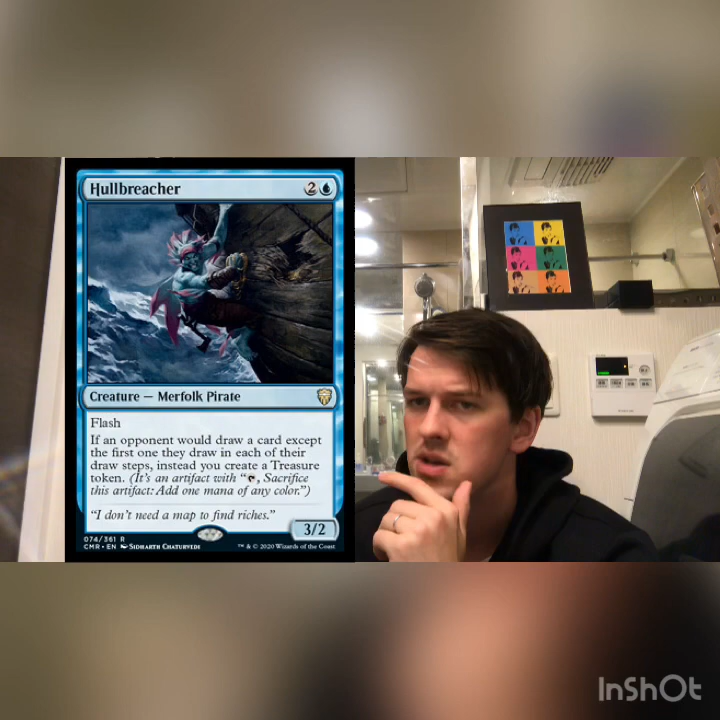 Hullbreacher 2
Creature — Merfolk Pirate
Flash
If an opponent would draw a card except
the first one they draw in each of their
draw steps, instead you create a Treasure
token. (It's an artifact with "T, Sacrifice
this artifact: Add one mana of any color.")
"I don't need a map to find riches."
3/2
074/361 R
CMR • EN SIDHARTH CHATURVEDI ™ & © 2020 Wizards of the Coast
InShOt